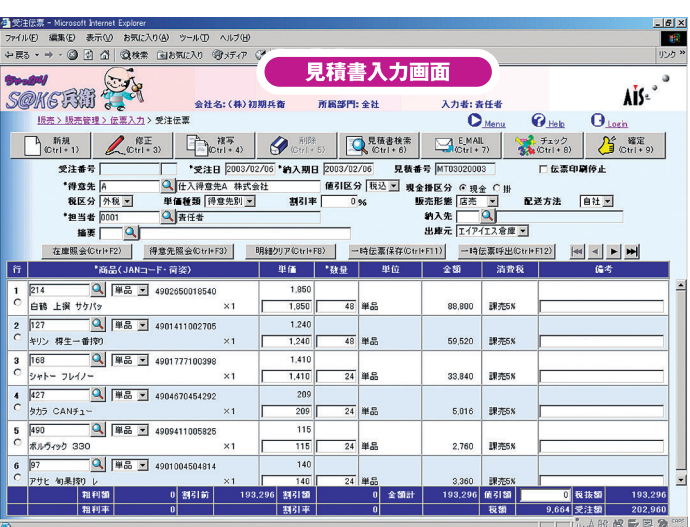 受注伝票 - Microsoft Internet Explorer
ファイル(F) 編集(E) 表示(V) お気に入り(A) ツール(T) ヘルプ(H)
戻る 検索 お気に入り メディア リンク
見積書入力画面
S@KE兵衛
会社名:(株)初期兵衛 所属部門:全社 入力者:責任者
AIS
販売 > 販売管理 > 伝票入力 > 受注伝票
Menu Help Login
新規 (Ctrl + 1) 修正 (Ctrl + 3) 複写 (Ctrl + 4) 削除 (Ctrl + 5) 見積書検索 (Ctrl + 6) E_MAIL (Ctrl + 7) チェック (Ctrl + 8) 確定 (Ctrl + 9)
受注番号 *受注日 2003/02/06 *納入期日 2003/02/06 見積番号 MT03020003 伝票印刷停止
*得意先 A 仕入得意先A 株式会社 値引区分 税込 現金掛区分 現金 掛
税区分 外税 単価種類 得意先別 割引率 0 % 販売形態 店売 配送方法 自社
*担当者 0001 責任者 納入先
摘要 出庫元 エイアイエス倉庫
在庫照会(Ctrl+F2) 得意先照会(Ctrl+F3) 明細クリア(Ctrl+F8) 一時伝票保存(Ctrl+F11) 一時伝票呼出(Ctrl+F12)
行 *商品(JANコード・荷姿) 単価 *数量 単位 金額 消費税 備考
1 214 単品 4902650018540 1,850
白鶴 上撰 サケパック ×1 1,850 48 単品 88,800 課売5%
2 127 単品 4901411002705 1,240
キリン 樽生一番搾り ×1 1,240 48 単品 59,520 課売5%
3 168 単品 4901777100398 1,410
シャトー フレイノー ×1 1,410 24 単品 33,840 課売5%
4 427 単品 4904670454292 209
タカラ CANチュー ×1 209 24 単品 5,016 課売5%
5 490 単品 4909411005825 115
ボルヴィック 330 ×1 115 24 単品 2,760 課売5%
6 97 単品 4901004504814 140
アサヒ 旬果搾り レ ×1 140 24 単品 3,360 課売5%
粗利額 0 割引前 193,296 割引額 0 金額計 193,296 値引額 0 税抜額 193,296
粗利率 0 割引率 0 税額 9,664 受注額 202,960